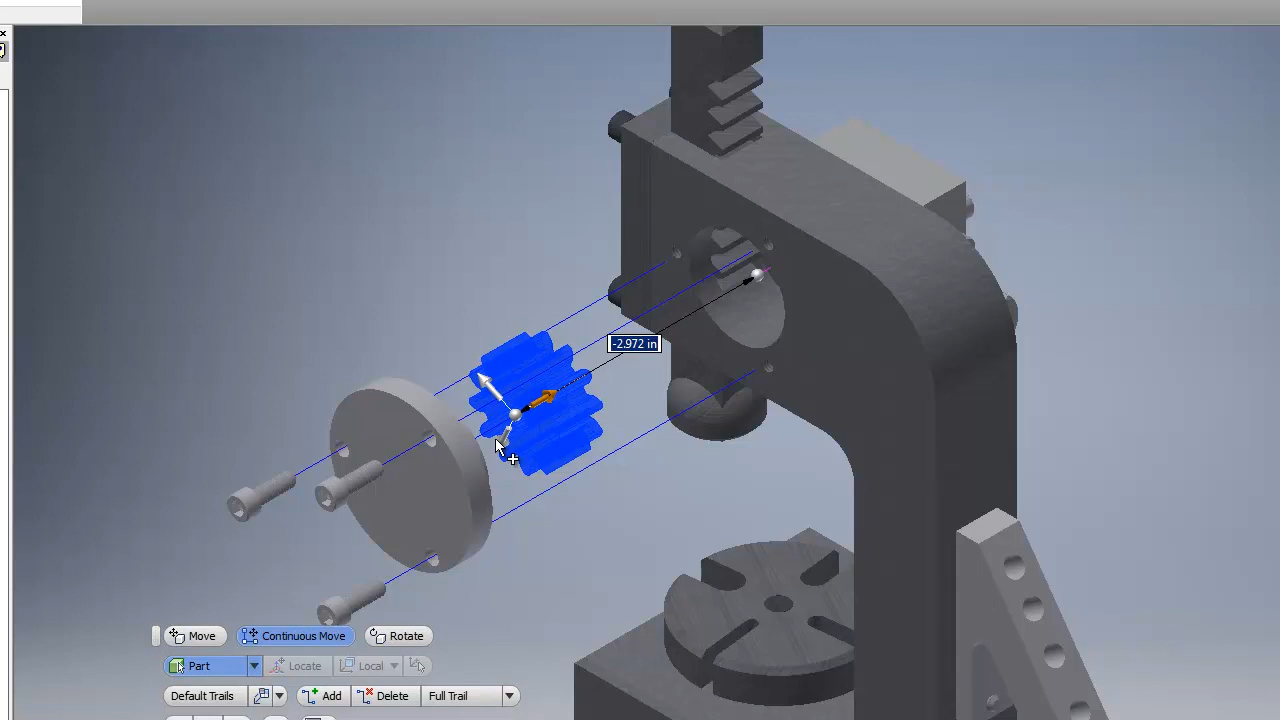 -2.972 in
Move Continuous Move Rotate
Part Locate Local
Default Trails Add Delete Full Trail